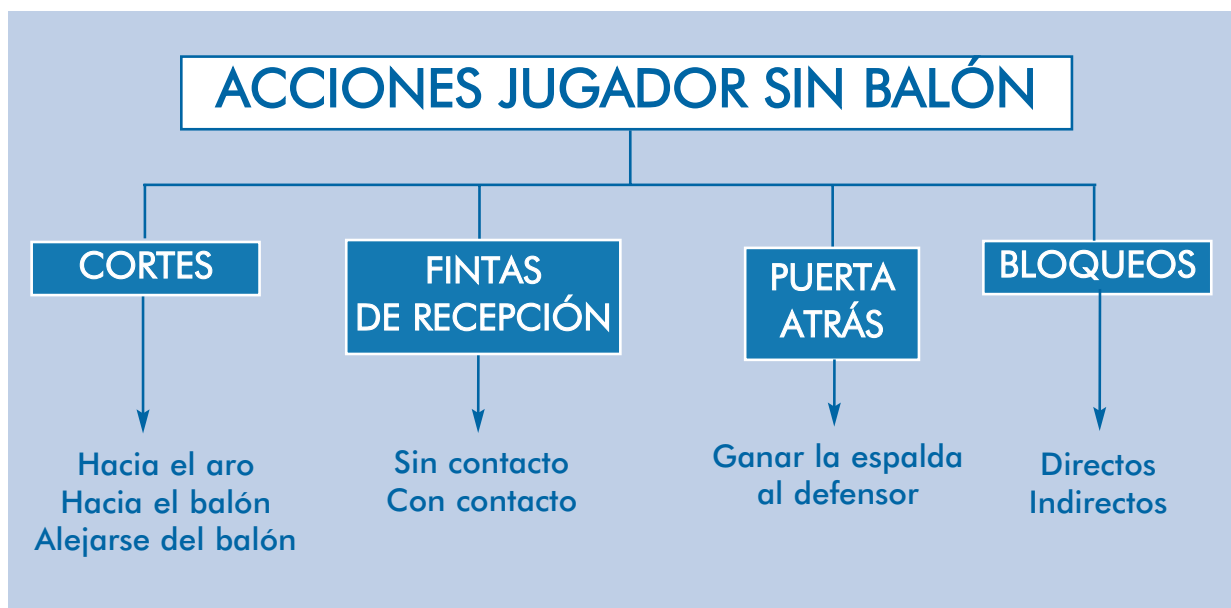 ACCIONES JUGADOR SIN BALÓN
CORTES
Hacia el aro
Hacia el balón
Alejarse del balón
FINTAS
DE RECEPCIÓN
Sin contacto
Con contacto
PUERTA
ATRÁS
Ganar la espalda
al defensor
BLOQUEOS
Directos
Indirectos